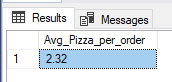 Results Messages
Avg_Pizza_per_order
1 2.32